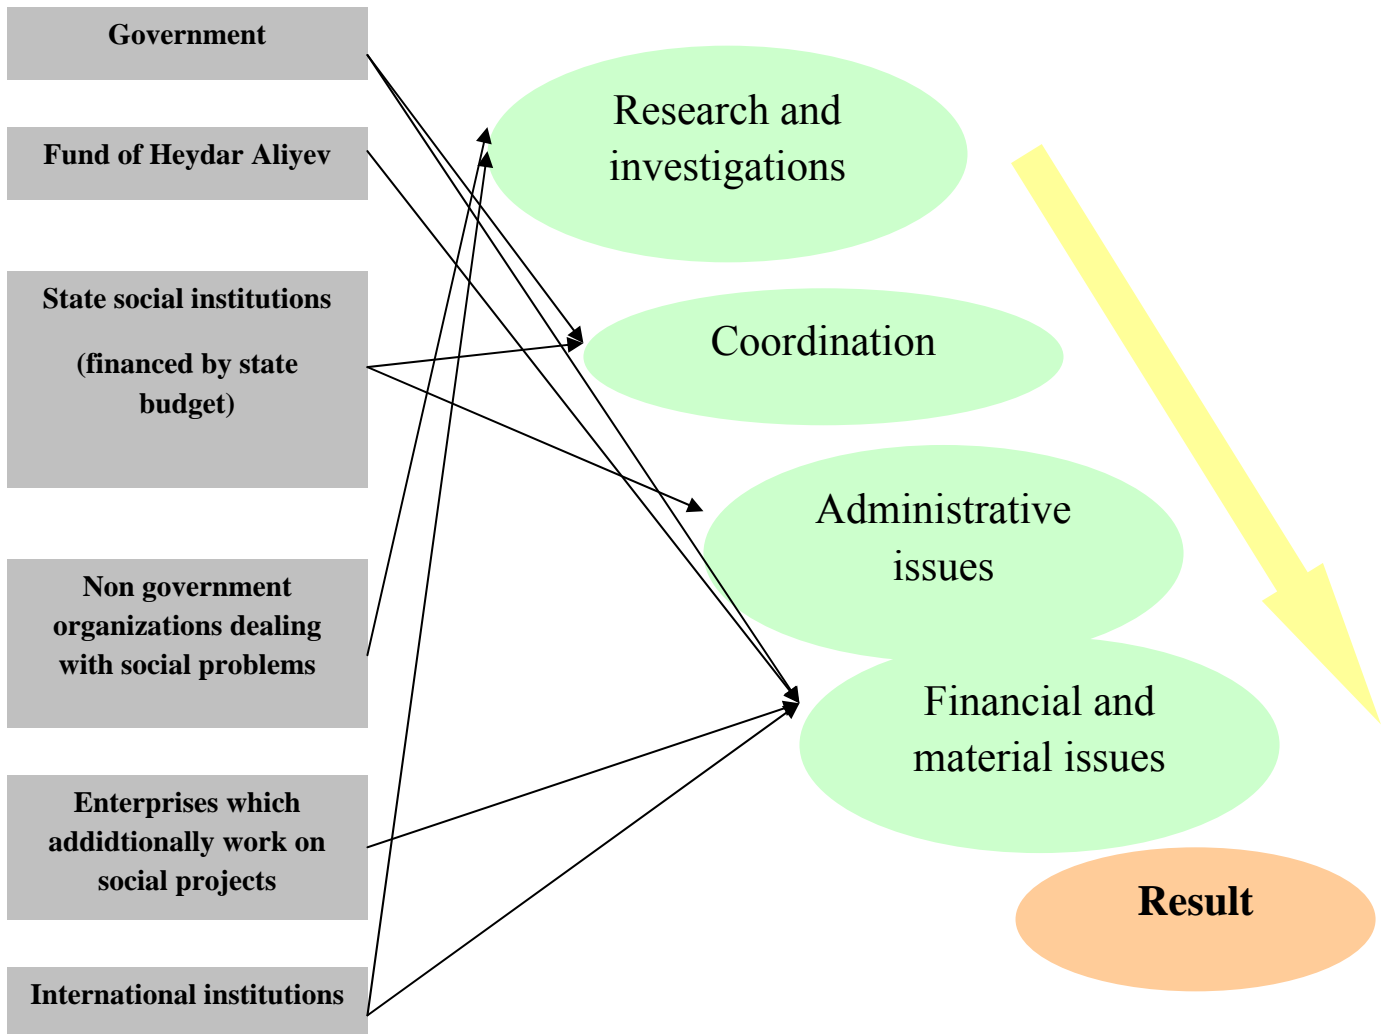 Government
Fund of Heydar Aliyev
State social institutions
(financed by state
budget)
Non government
organizations dealing
with social problems
Enterprises which
addidtionally work on
social projects
International institutions
Research and
investigations
Coordination
Administrative
issues
Financial and
material issues
Result